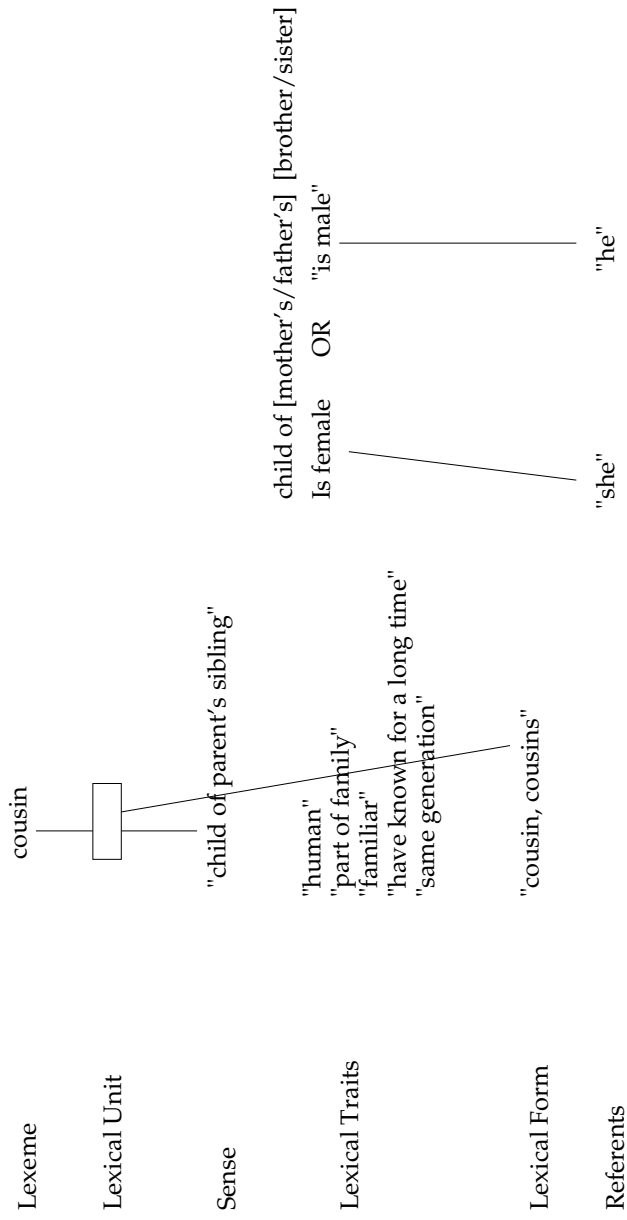 Lexeme
cousin
Lexical Unit
Sense
"child of parent's sibling"
Lexical Traits
"human"
"part of family"
"familiar"
"have known for a long time"
"same generation"
child of [mother's/father's] [brother/sister]
Is female OR "is male"
Lexical Form
"cousin, cousins"
Referents
"she"
"he"